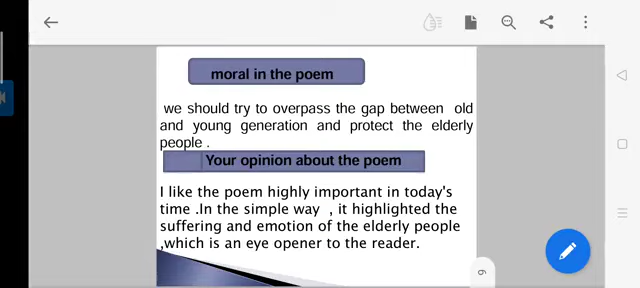 moral in the poem
we should try to overpass the gap between old
and young generation and protect the elderly
people .
Your opinion about the poem
I like the poem highly important in today's
time .In the simple way , it highlighted the
suffering and emotion of the elderly people
,which is an eye opener to the reader.
9